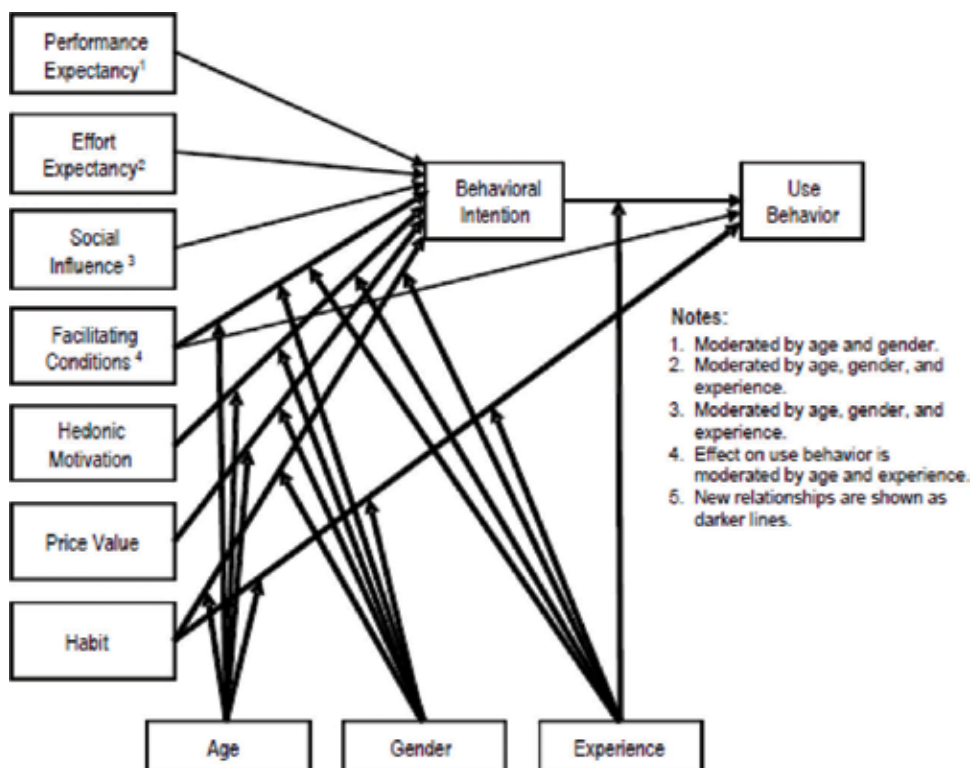 Performance
Expectancy¹
Effort
Expectancy²
Social
Influence ³
Facilitating
Conditions ⁴
Hedonic
Motivation
Price Value
Habit
Behavioral
Intention
Use
Behavior
Notes:
1. Moderated by age and gender.
2. Moderated by age, gender, and
experience.
3. Moderated by age, gender, and
experience.
4. Effect on use behavior is
moderated by age and experience.
5. New relationships are shown as
darker lines.
Age
Gender
Experience